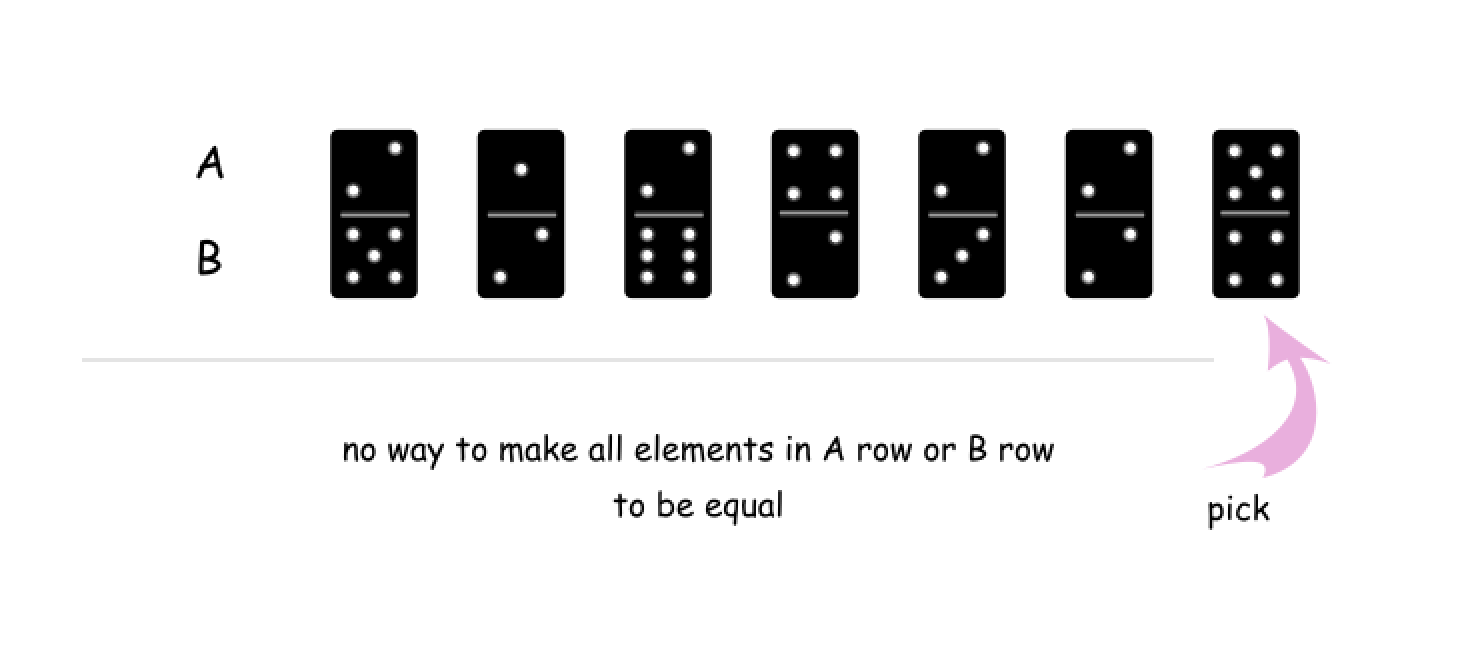 A
B
no way to make all elements in A row or B row
to be equal
pick